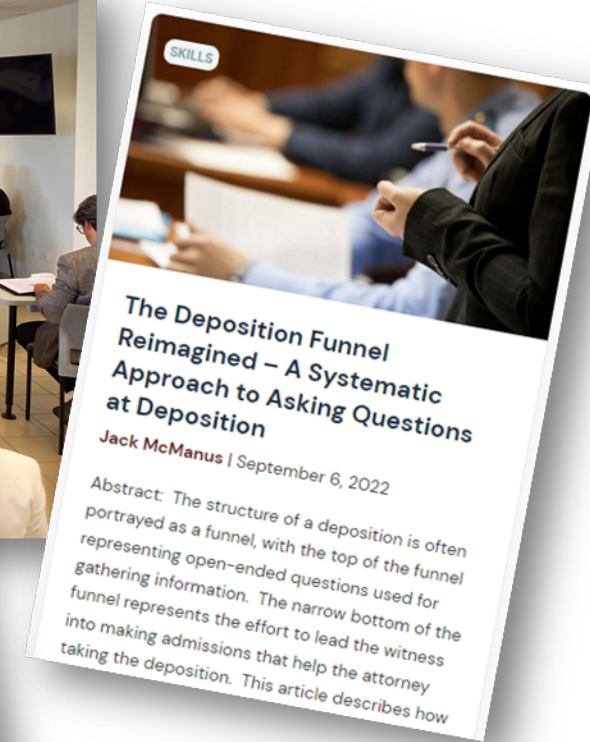 SKILLS
The Deposition Funnel
Reimagined – A Systematic
Approach to Asking Questions
at Deposition
Jack McManus | September 6, 2022
Abstract:  The structure of a deposition is often
portrayed as a funnel, with the top of the funnel
representing open-ended questions used for
gathering information.  The narrow bottom of the
funnel represents the effort to lead the witness
into making admissions that help the attorney
taking the deposition.  This article describes how